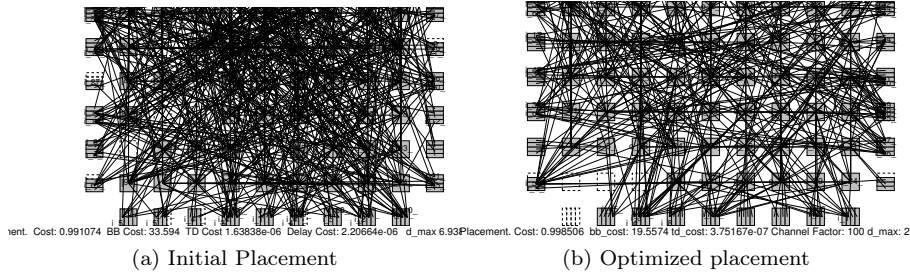 nent. Cost: 0.991074 BB Cost: 33.594 TD Cost 1.63838e-06 Delay Cost: 2.20664e-06 d_max 6.938
Placement. Cost: 0.998506 bb_cost: 19.5574 td_cost: 3.75167e-07 Channel Factor: 100 d_max: 2
(a) Initial Placement
(b) Optimized placement